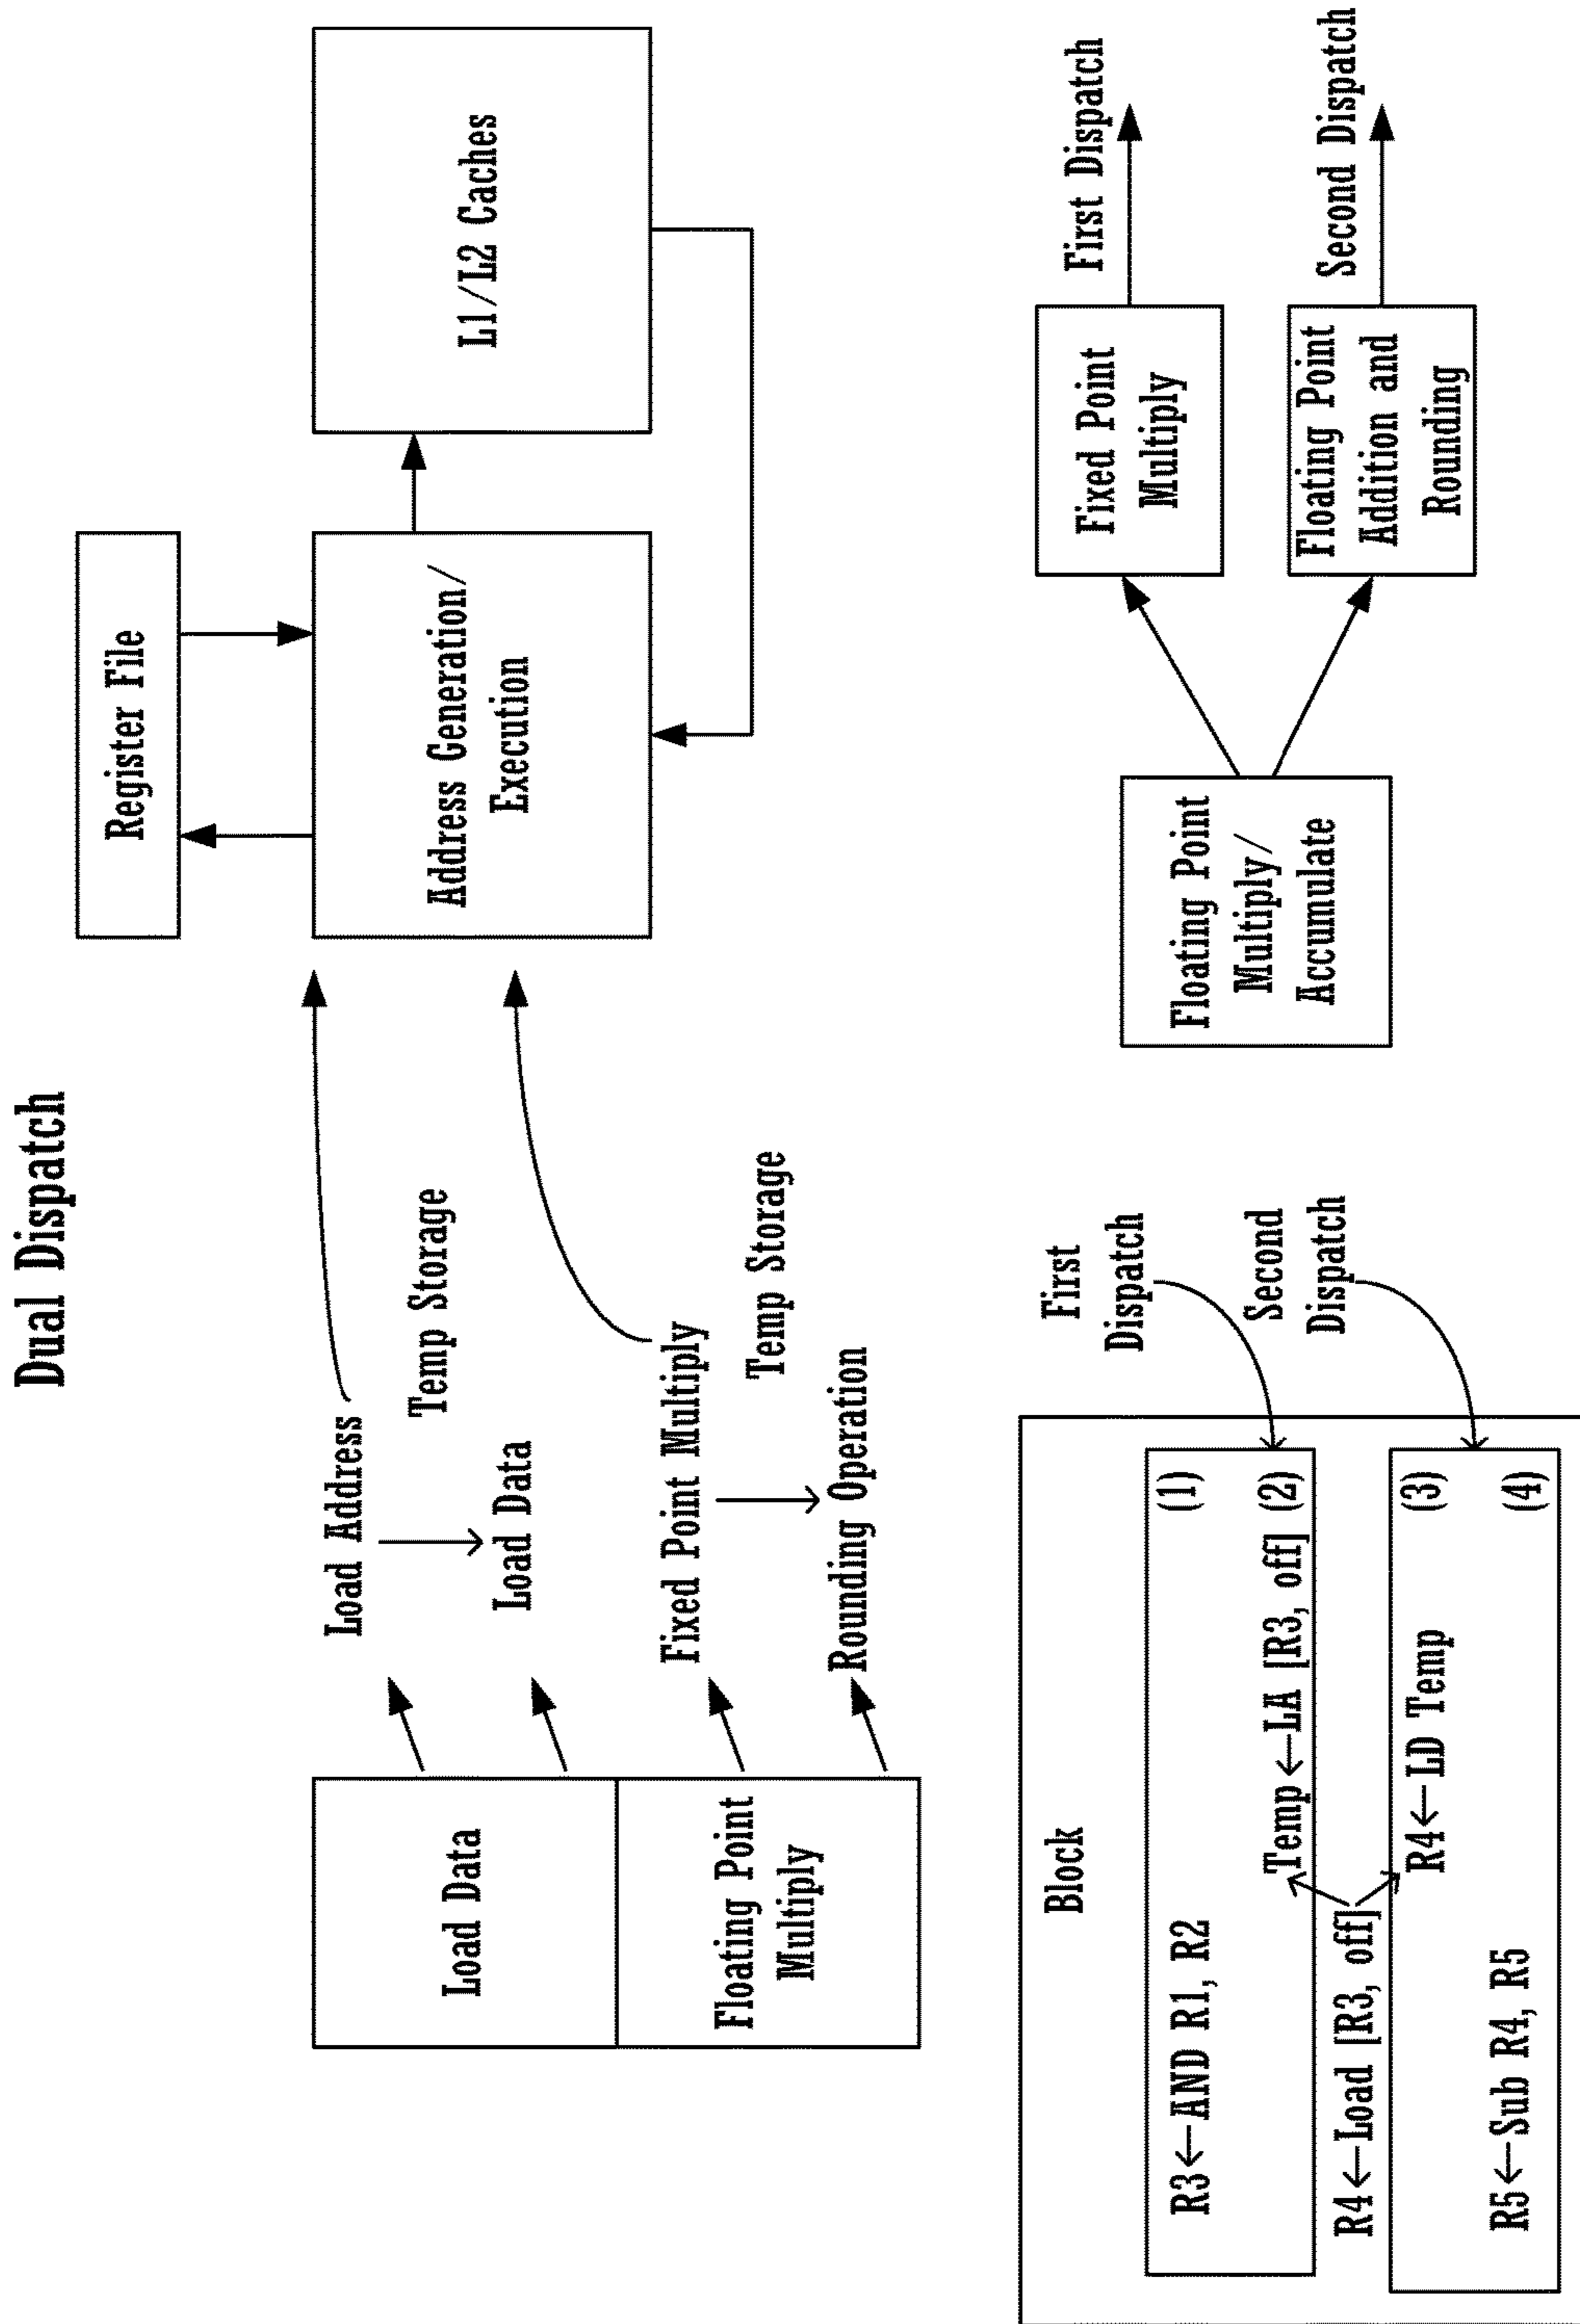 Dual Dispatch
Load Data
Floating Point
Multiply
Load Address
Temp Storage
Load Data
Fixed Point Multiply
Temp Storage
Rounding Operation
Register File
Address Generation/
Execution
L1/L2 Caches
Block
R3←AND R1, R2
(1)
Temp←LA [R3, off] (2)
R4←Load [R3, off]
R4←LD Temp
(3)
R5←Sub R4, R5
(4)
First
Dispatch
Second
Dispatch
Floating Point
Multiply/
Accumulate
Fixed Point
Multiply
First Dispatch
Floating Point
Addition and
Rounding
Second Dispatch